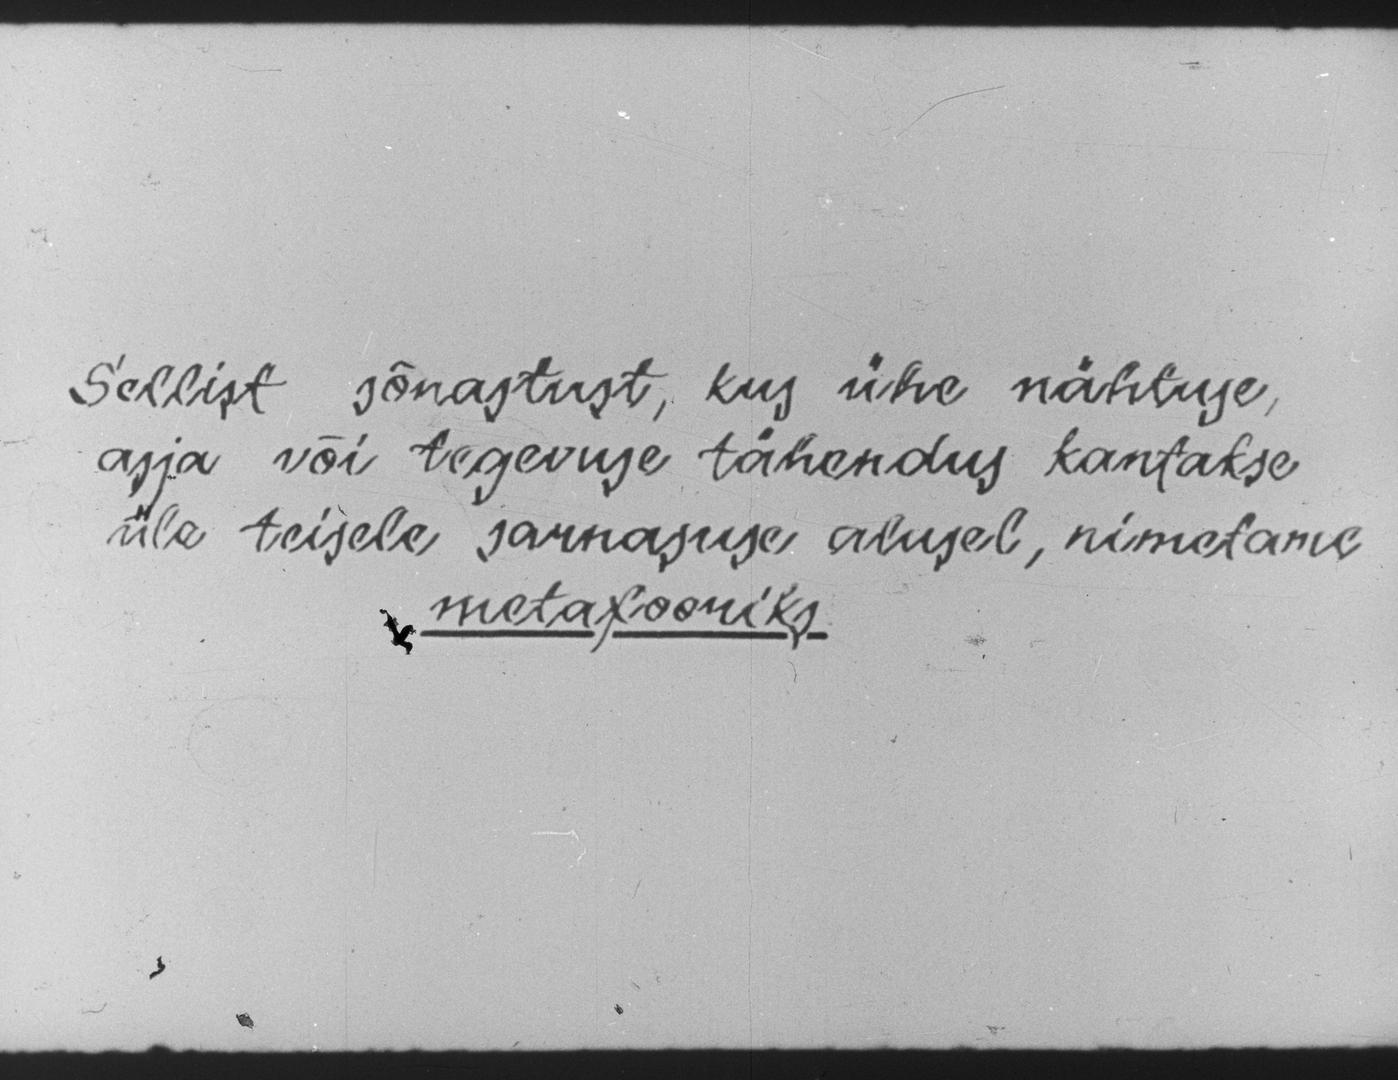 Sellist sõnastust, kus ühe nähtuse,
asja või tegevuse tähendus kantakse
üle teisele sarnasuse alusel, nimetame
metafooriks